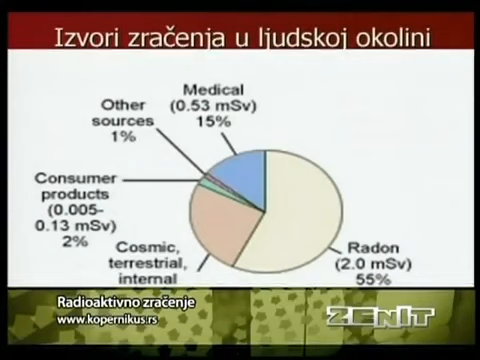 Izvori zračenja u ljudskoj okolini
Medical
(0.53 mSv)
15%
Other
sources
1%
Consumer
products
(0.005-
0.13 mSv)
2%
Cosmic,
terrestrial,
internal
Radon
(2.0 mSv)
55%
Radioaktivno zračenje
www.kopernikus.rs
ZENIT